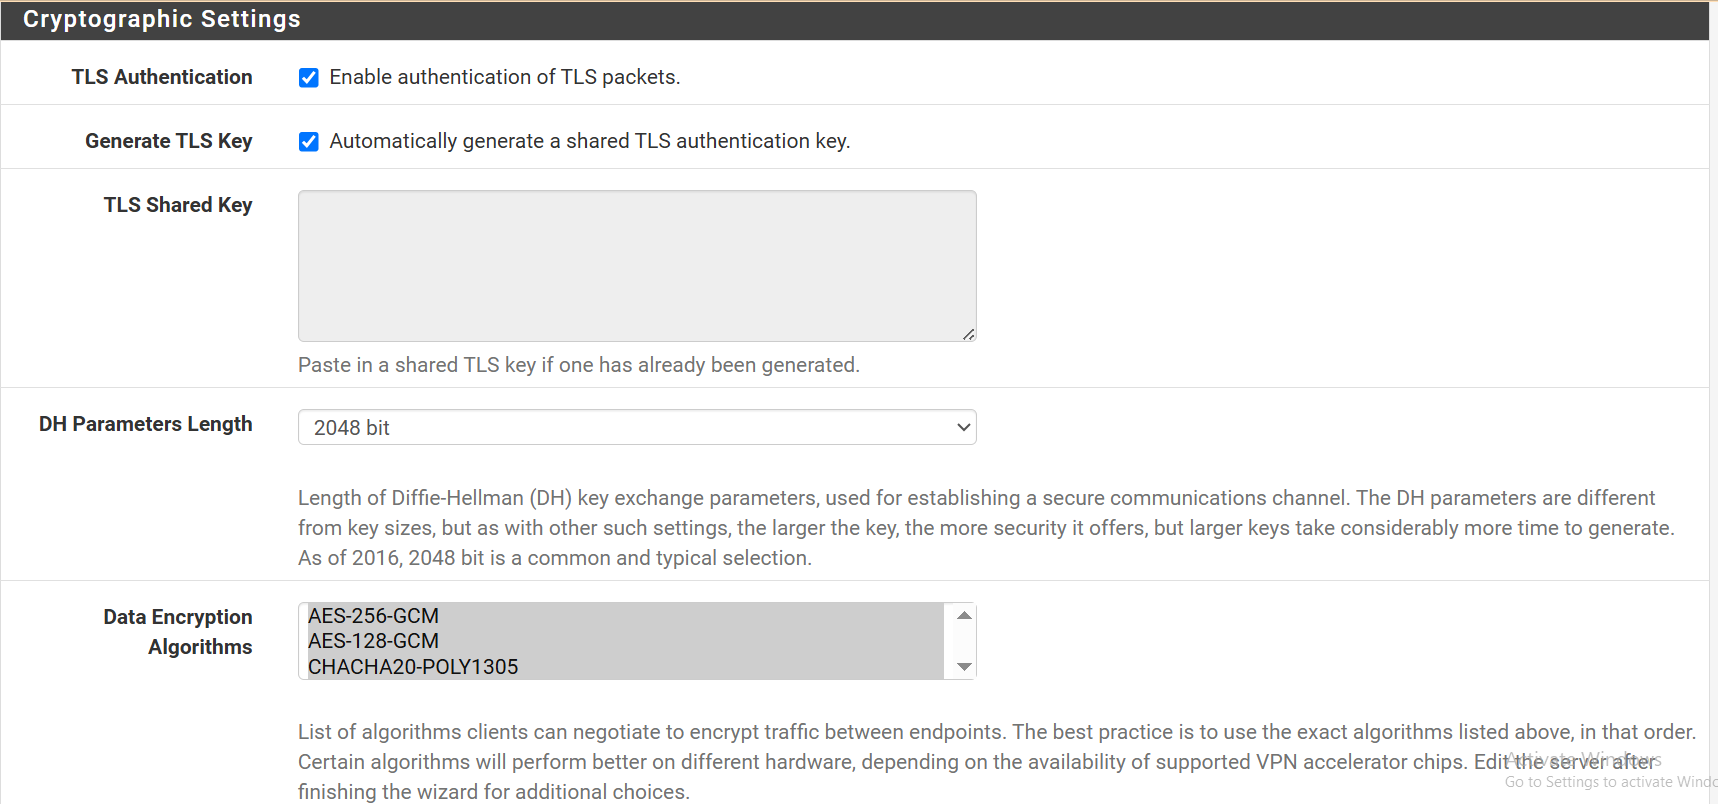 Cryptographic Settings
TLS Authentication
Enable authentication of TLS packets.
Generate TLS Key
Automatically generate a shared TLS authentication key.
TLS Shared Key
Paste in a shared TLS key if one has already been generated.
DH Parameters Length
2048 bit
Length of Diffie-Hellman (DH) key exchange parameters, used for establishing a secure communications channel. The DH parameters are different
from key sizes, but as with other such settings, the larger the key, the more security it offers, but larger keys take considerably more time to generate.
As of 2016, 2048 bit is a common and typical selection.
Data Encryption
Algorithms
AES-256-GCM
AES-128-GCM
CHACHA20-POLY1305
List of algorithms clients can negotiate to encrypt traffic between endpoints. The best practice is to use the exact algorithms listed above, in that order.
Certain algorithms will perform better on different hardware, depending on the availability of supported VPN accelerator chips. Edit the server after
finishing the wizard for additional choices.
Activate Windows
Go to Settings to activate Windo